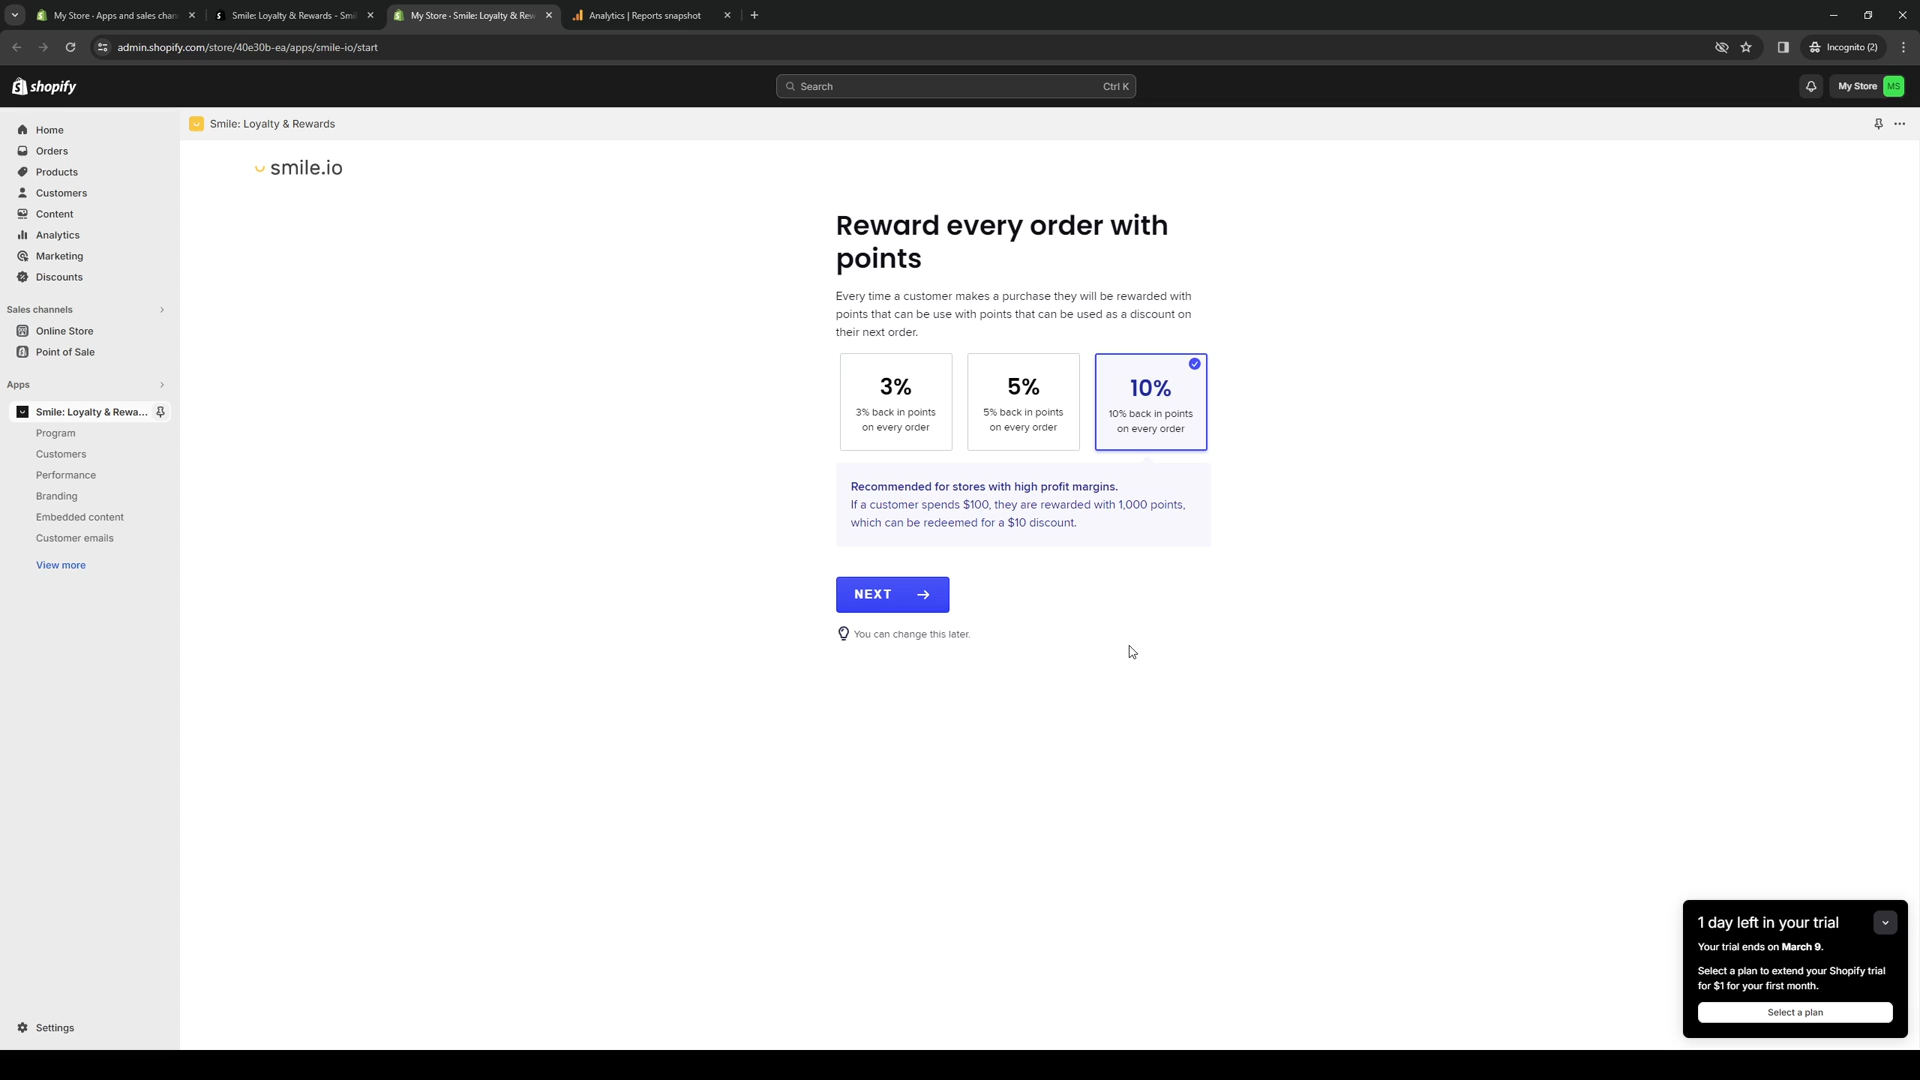 My Store · Apps and sales chan
Smile: Loyalty & Rewards - Smil
My Store · Smile: Loyalty & Rew
Analytics | Reports snapshot
admin.shopify.com/store/40e30b-ea/apps/smile-io/start
Incognito (2)
shopify
Search
Ctrl K
My Store
MS
Home
Orders
Products
Customers
Content
Analytics
Marketing
Discounts
Sales channels
Online Store
Point of Sale
Apps
Smile: Loyalty & Rewa...
Program
Customers
Performance
Branding
Embedded content
Customer emails
View more
Settings
Smile: Loyalty & Rewards
smile.io
Reward every order with
points
Every time a customer makes a purchase they will be rewarded with
points that can be use with points that can be used as a discount on
their next order.
3%
3% back in points
on every order
5%
5% back in points
on every order
10%
10% back in points
on every order
Recommended for stores with high profit margins.
If a customer spends $100, they are rewarded with 1,000 points,
which can be redeemed for a $10 discount.
NEXT
You can change this later.
1 day left in your trial
Your trial ends on March 9.
Select a plan to extend your Shopify trial
for $1 for your first month.
Select a plan